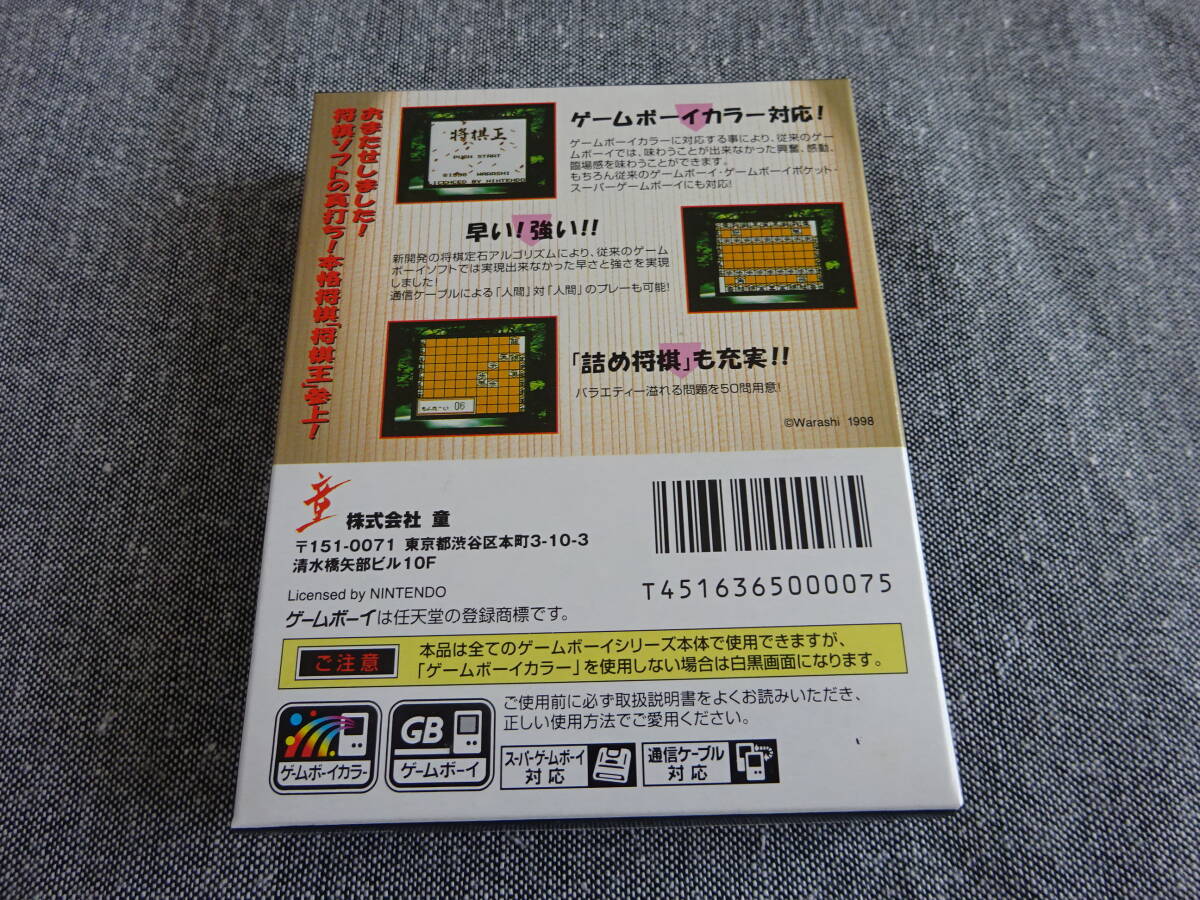 おまたせしました!
将棋ソフトの真打ち!本格将棋「将棋王」参上!
将棋王
PUSH START
©1998 WARASHI
LICENSED BY NINTENDO
ゲームボーイカラー対応!
ゲームボーイカラーに対応する事により、従来のゲー
ムボーイでは、味わうことが出来なかった興奮、感動、
臨場感を味わうことができます。
もちろん従来のゲームボーイ・ゲームボーイポケット・
スーパーゲームボーイにも対応!
早い!強い!!
新開発の将棋定石アルゴリズムにより、従来のゲーム
ボーイソフトでは実現出来なかった早さと強さを実現
しました!
通信ケーブルによる「人間」対「人間」のプレーも可能!
06
「詰め将棋」も充実!!
バラエティー溢れる問題を50問用意!
©Warashi 1998
童
株式会社 童
〒151-0071 東京都渋谷区本町3-10-3
清水橋矢部ビル10F
Licensed by NINTENDO
ゲームボーイは任天堂の登録商標です。
T4516365000075
ご注意
本品は全てのゲームボーイシリーズ本体で使用できますが、
「ゲームボーイカラー」を使用しない場合は白黒画面になります。
ご使用前に必ず取扱説明書をよくお読みいただき、
正しい使用方法でご愛用ください。
ゲームボーイカラー
GB
ゲームボーイ
スーパーゲームボーイ
対応
通信ケーブル
対応